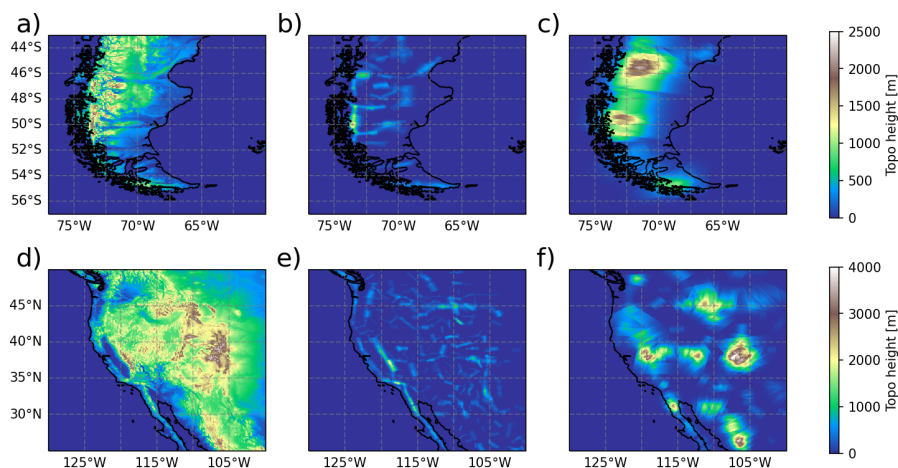 a)
b)
c)
44°S
46°S
48°S
50°S
52°S
54°S
56°S
75°W 70°W 65°W
75°W 70°W 65°W
75°W 70°W 65°W
2500
2000
1500
1000
500
0
Topo height [m]
d)
e)
f)
45°N
40°N
35°N
30°N
125°W 115°W 105°W
125°W 115°W 105°W
125°W 115°W 105°W
4000
3000
2000
1000
0
Topo height [m]